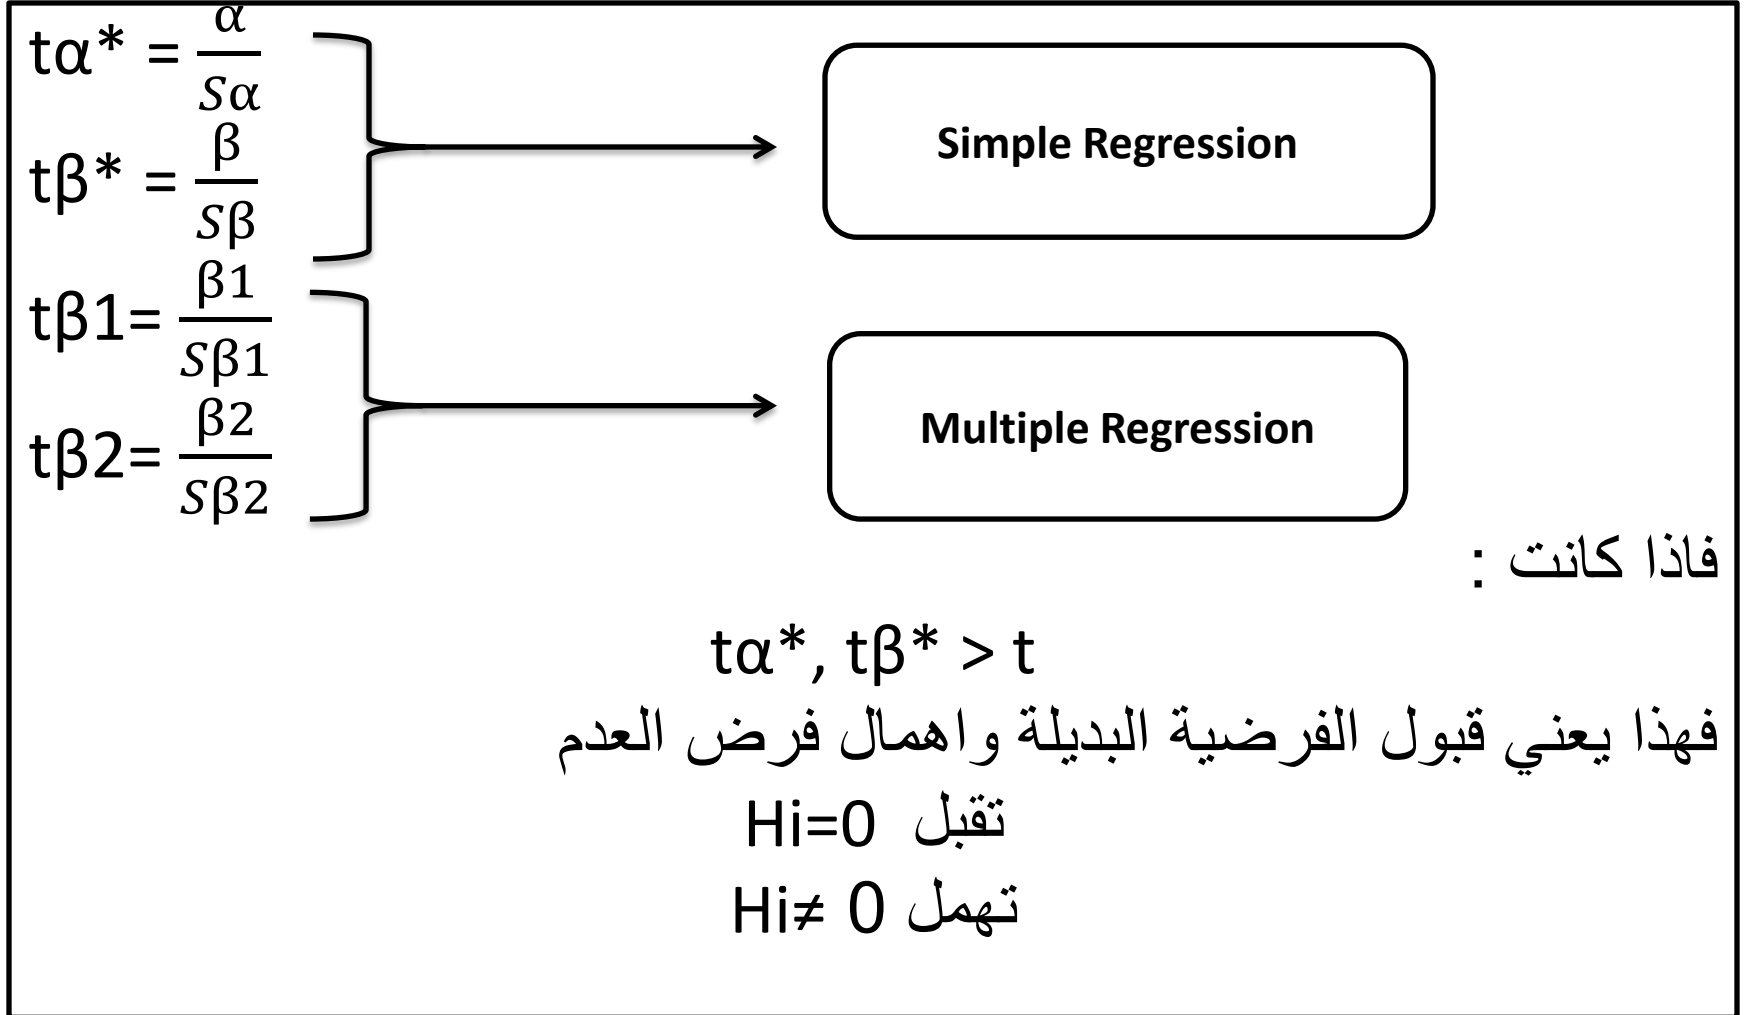 tα* = α/Sα
tβ* = β/Sβ
Simple Regression
tβ1= β1/Sβ1
tβ2= β2/Sβ2
Multiple Regression
فاذا كانت :
tα*, tβ* > t
فهذا يعني قبول الفرضية البديلة واهمال فرض العدم
تقبل Hi=0
تهمل Hi≠ 0